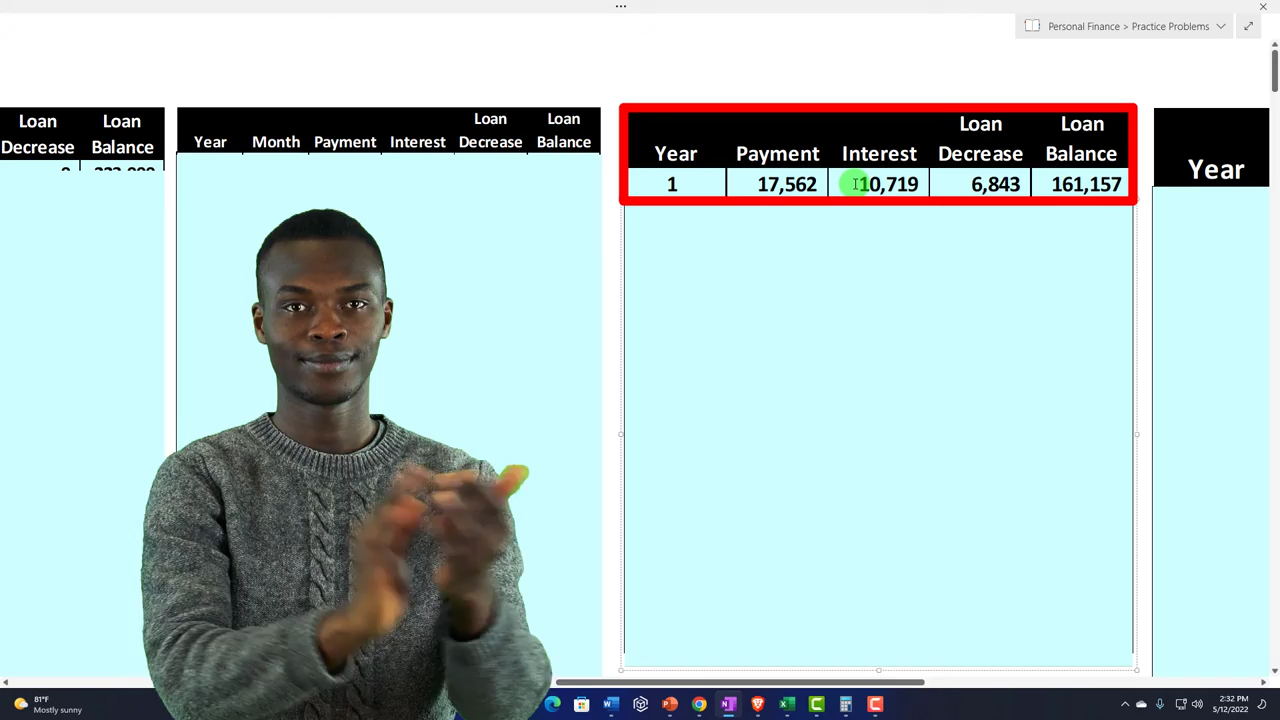 Personal Finance > Practice Problems
Loan Decrease
Loan Balance
Year Month Payment Interest Loan Decrease Loan Balance
Year Payment Interest Loan Decrease Loan Balance
1 17,562 10,719 6,843 161,157
Year
81°F
Mostly sunny
2:32 PM
5/12/2022